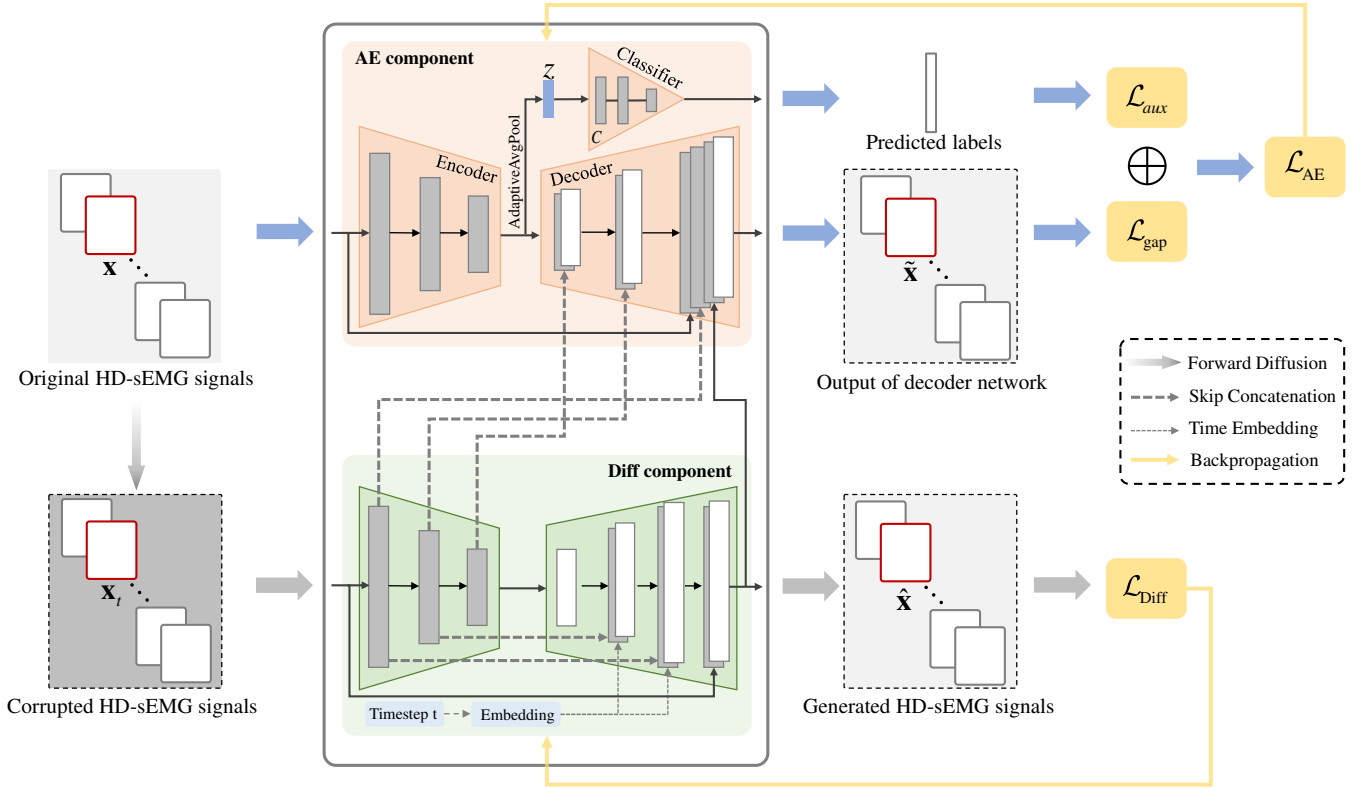 AE component
z
Classifier
C
AdaptiveAvgPool
Encoder
Decoder
Predicted labels
ℒaux
ℒAE
ℒgap
x
Original HD-sEMG signals
x̃
Output of decoder network
Forward Diffusion
Skip Concatenation
Time Embedding
Backpropagation
Diff component
xt
Corrupted HD-sEMG signals
Timestep t
Embedding
x̂
Generated HD-sEMG signals
ℒDiff